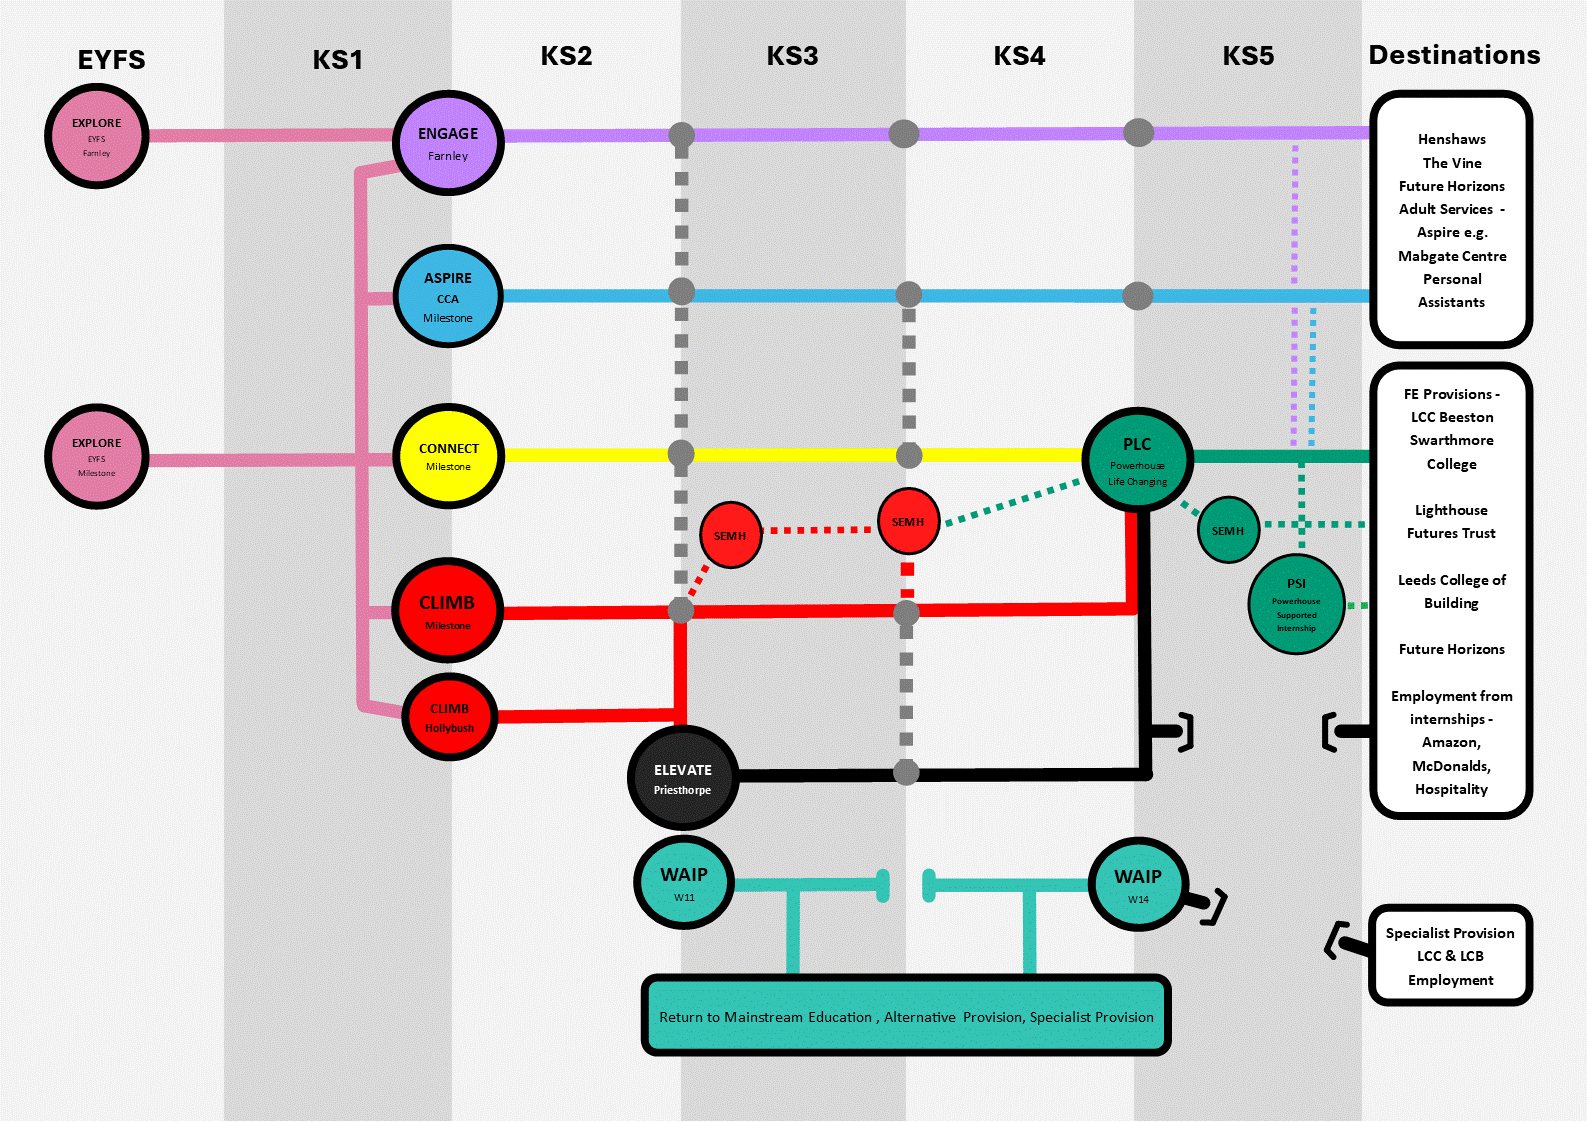 EYFS
KS1
KS2
KS3
KS4
KS5
Destinations
EXPLORE
EYFS
Farnley
ENGAGE
Farnley
ASPIRE
CCA
Milestone
EXPLORE
EYFS
Milestone
CONNECT
Milestone
CLIMB
Milestone
CLIMB
Hollybush
SEMH
SEMH
PLC
Powerhouse
Life Changing
SEMH
PSI
Powerhouse
Supported
Internship
ELEVATE
Priesthorpe
WAIP
W11
WAIP
W14
Return to Mainstream Education , Alternative Provision, Specialist Provision
Henshaws
The Vine
Future Horizons
Adult Services -
Aspire e.g.
Mabgate Centre
Personal
Assistants
FE Provisions -
LCC Beeston
Swarthmore
College
Lighthouse
Futures Trust
Leeds College of
Building
Future Horizons
Employment from
internships -
Amazon,
McDonalds,
Hospitality
Specialist Provision
LCC & LCB
Employment